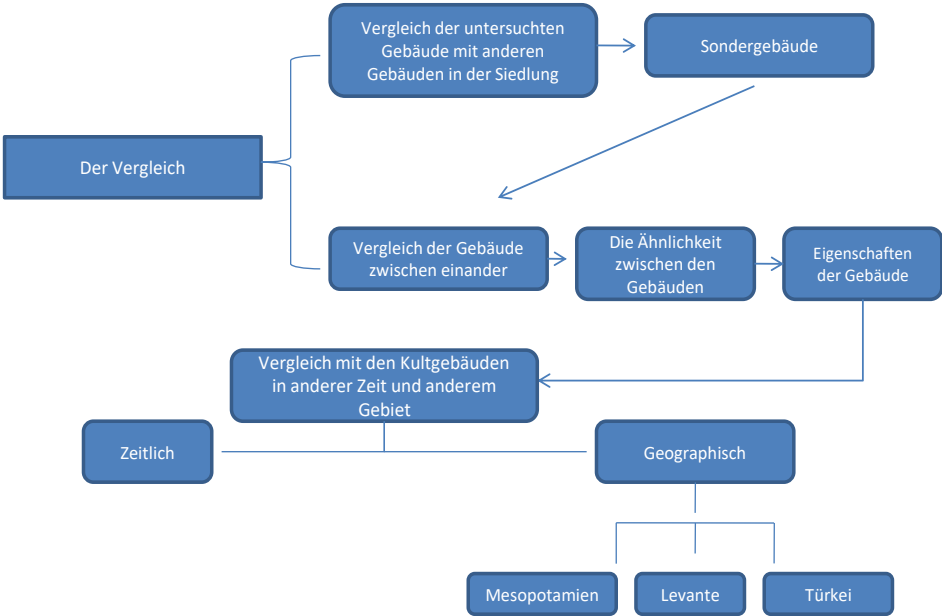 Vergleich der untersuchten
Gebäude mit anderen
Gebäuden in der Siedlung
Sondergebäude
Der Vergleich
Vergleich der Gebäude
zwischen einander
Die Ähnlichkeit
zwischen den
Gebäuden
Eigenschaften
der Gebäude
Vergleich mit den Kultgebäuden
in anderer Zeit und anderem
Gebiet
Zeitlich
Geographisch
Mesopotamien
Levante
Türkei